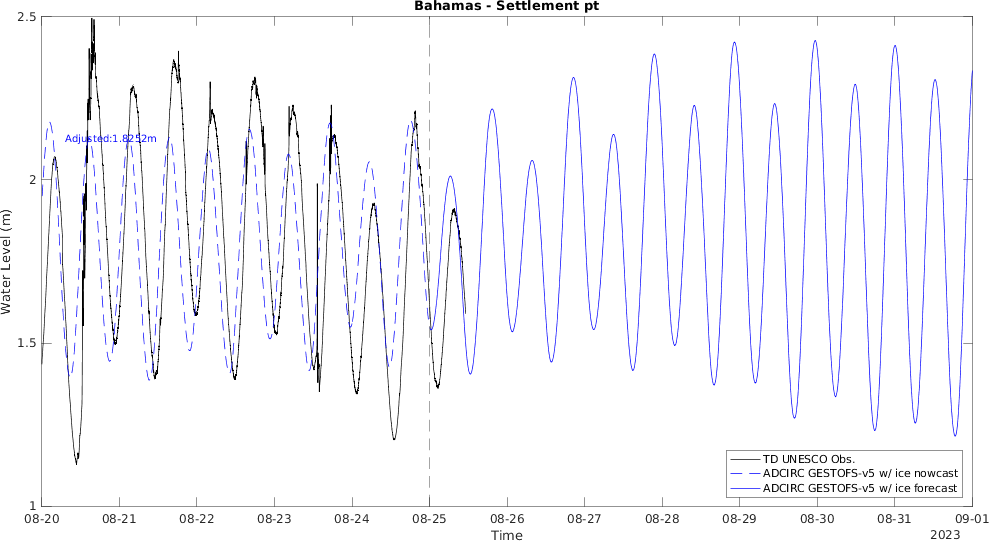 Bahamas - Settlement pt
2.5
2
1.5
1
Water Level (m)
Adjusted:1.8252m
TD UNESCO Obs.
ADCIRC GESTOFS-v5 w/ ice nowcast
ADCIRC GESTOFS-v5 w/ ice forecast
08-20 08-21 08-22 08-23 08-24 08-25 08-26 08-27 08-28 08-29 08-30 08-31 09-01
Time
2023